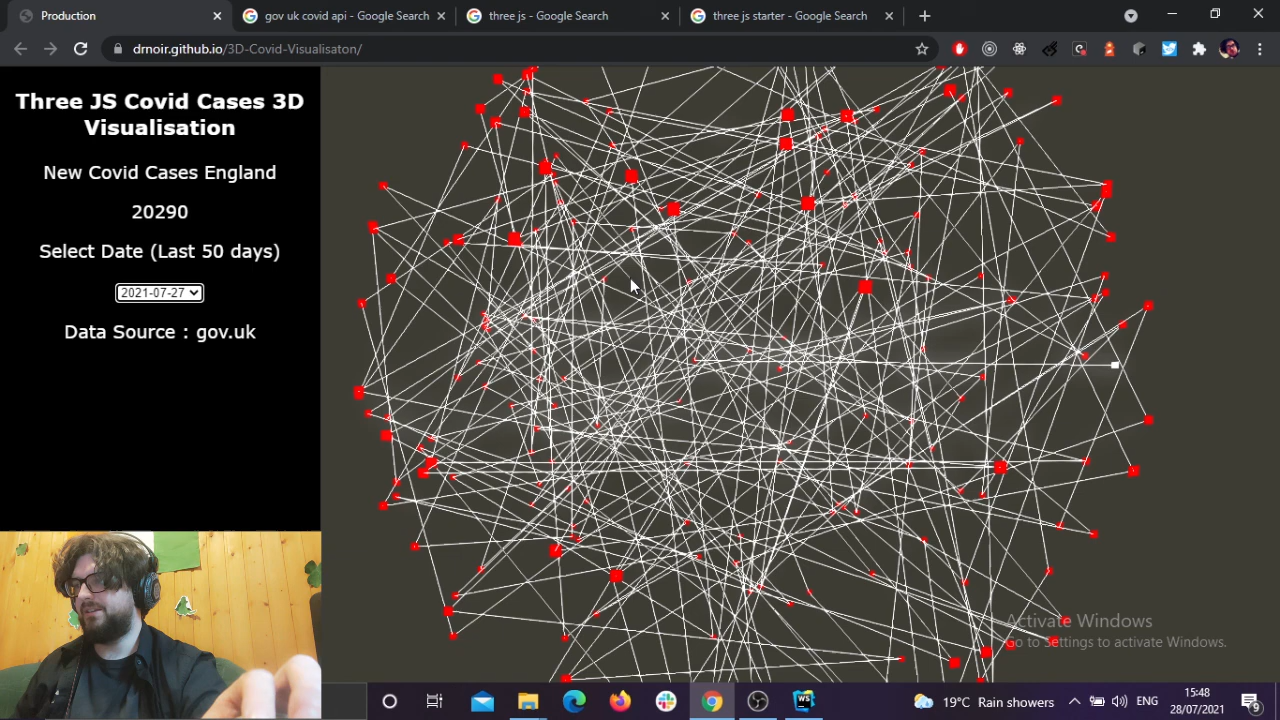 Production
gov uk covid api - Google Search
three js - Google Search
three js starter - Google Search
drnoir.github.io/3D-Covid-Visualisaton/
Three JS Covid Cases 3D
Visualisation
New Covid Cases England
20290
Select Date (Last 50 days)
2021-07-27
Data Source : gov.uk
Activate Windows
Go to Settings to activate Windows.
WS
19°C Rain showers
ENG
15:48
28/07/2021
9